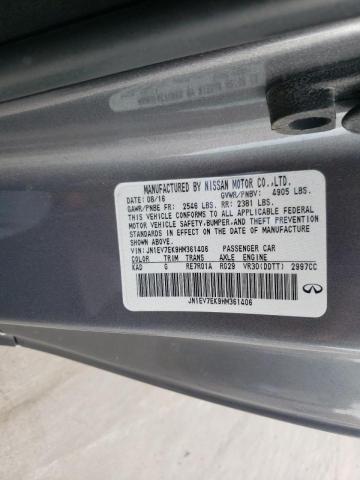 MANUFACTURED BY NISSAN MOTOR CO.,LTD.
DATE: 08/16 GVWR/PNBV: 4905 LBS.
GAWR/PNBE FR: 2546 LBS. RR: 2381 LBS.
THIS VEHICLE CONFORMS TO ALL APPLICABLE FEDERAL
MOTOR VEHICLE SAFETY,BUMPER,AND THEFT PREVENTION
STANDARDS IN EFFECT ON THE DATE OF MANUFACTURE
SHOWN ABOVE.
VIN:JN1EV7EK9HM361406 PASSENGER CAR
COLOR TRIM TRANS AXLE ENGINE
KAD G RE7R01A RG29 VR30(DDTT) 2997CC
JN1EV7EK9HM361406